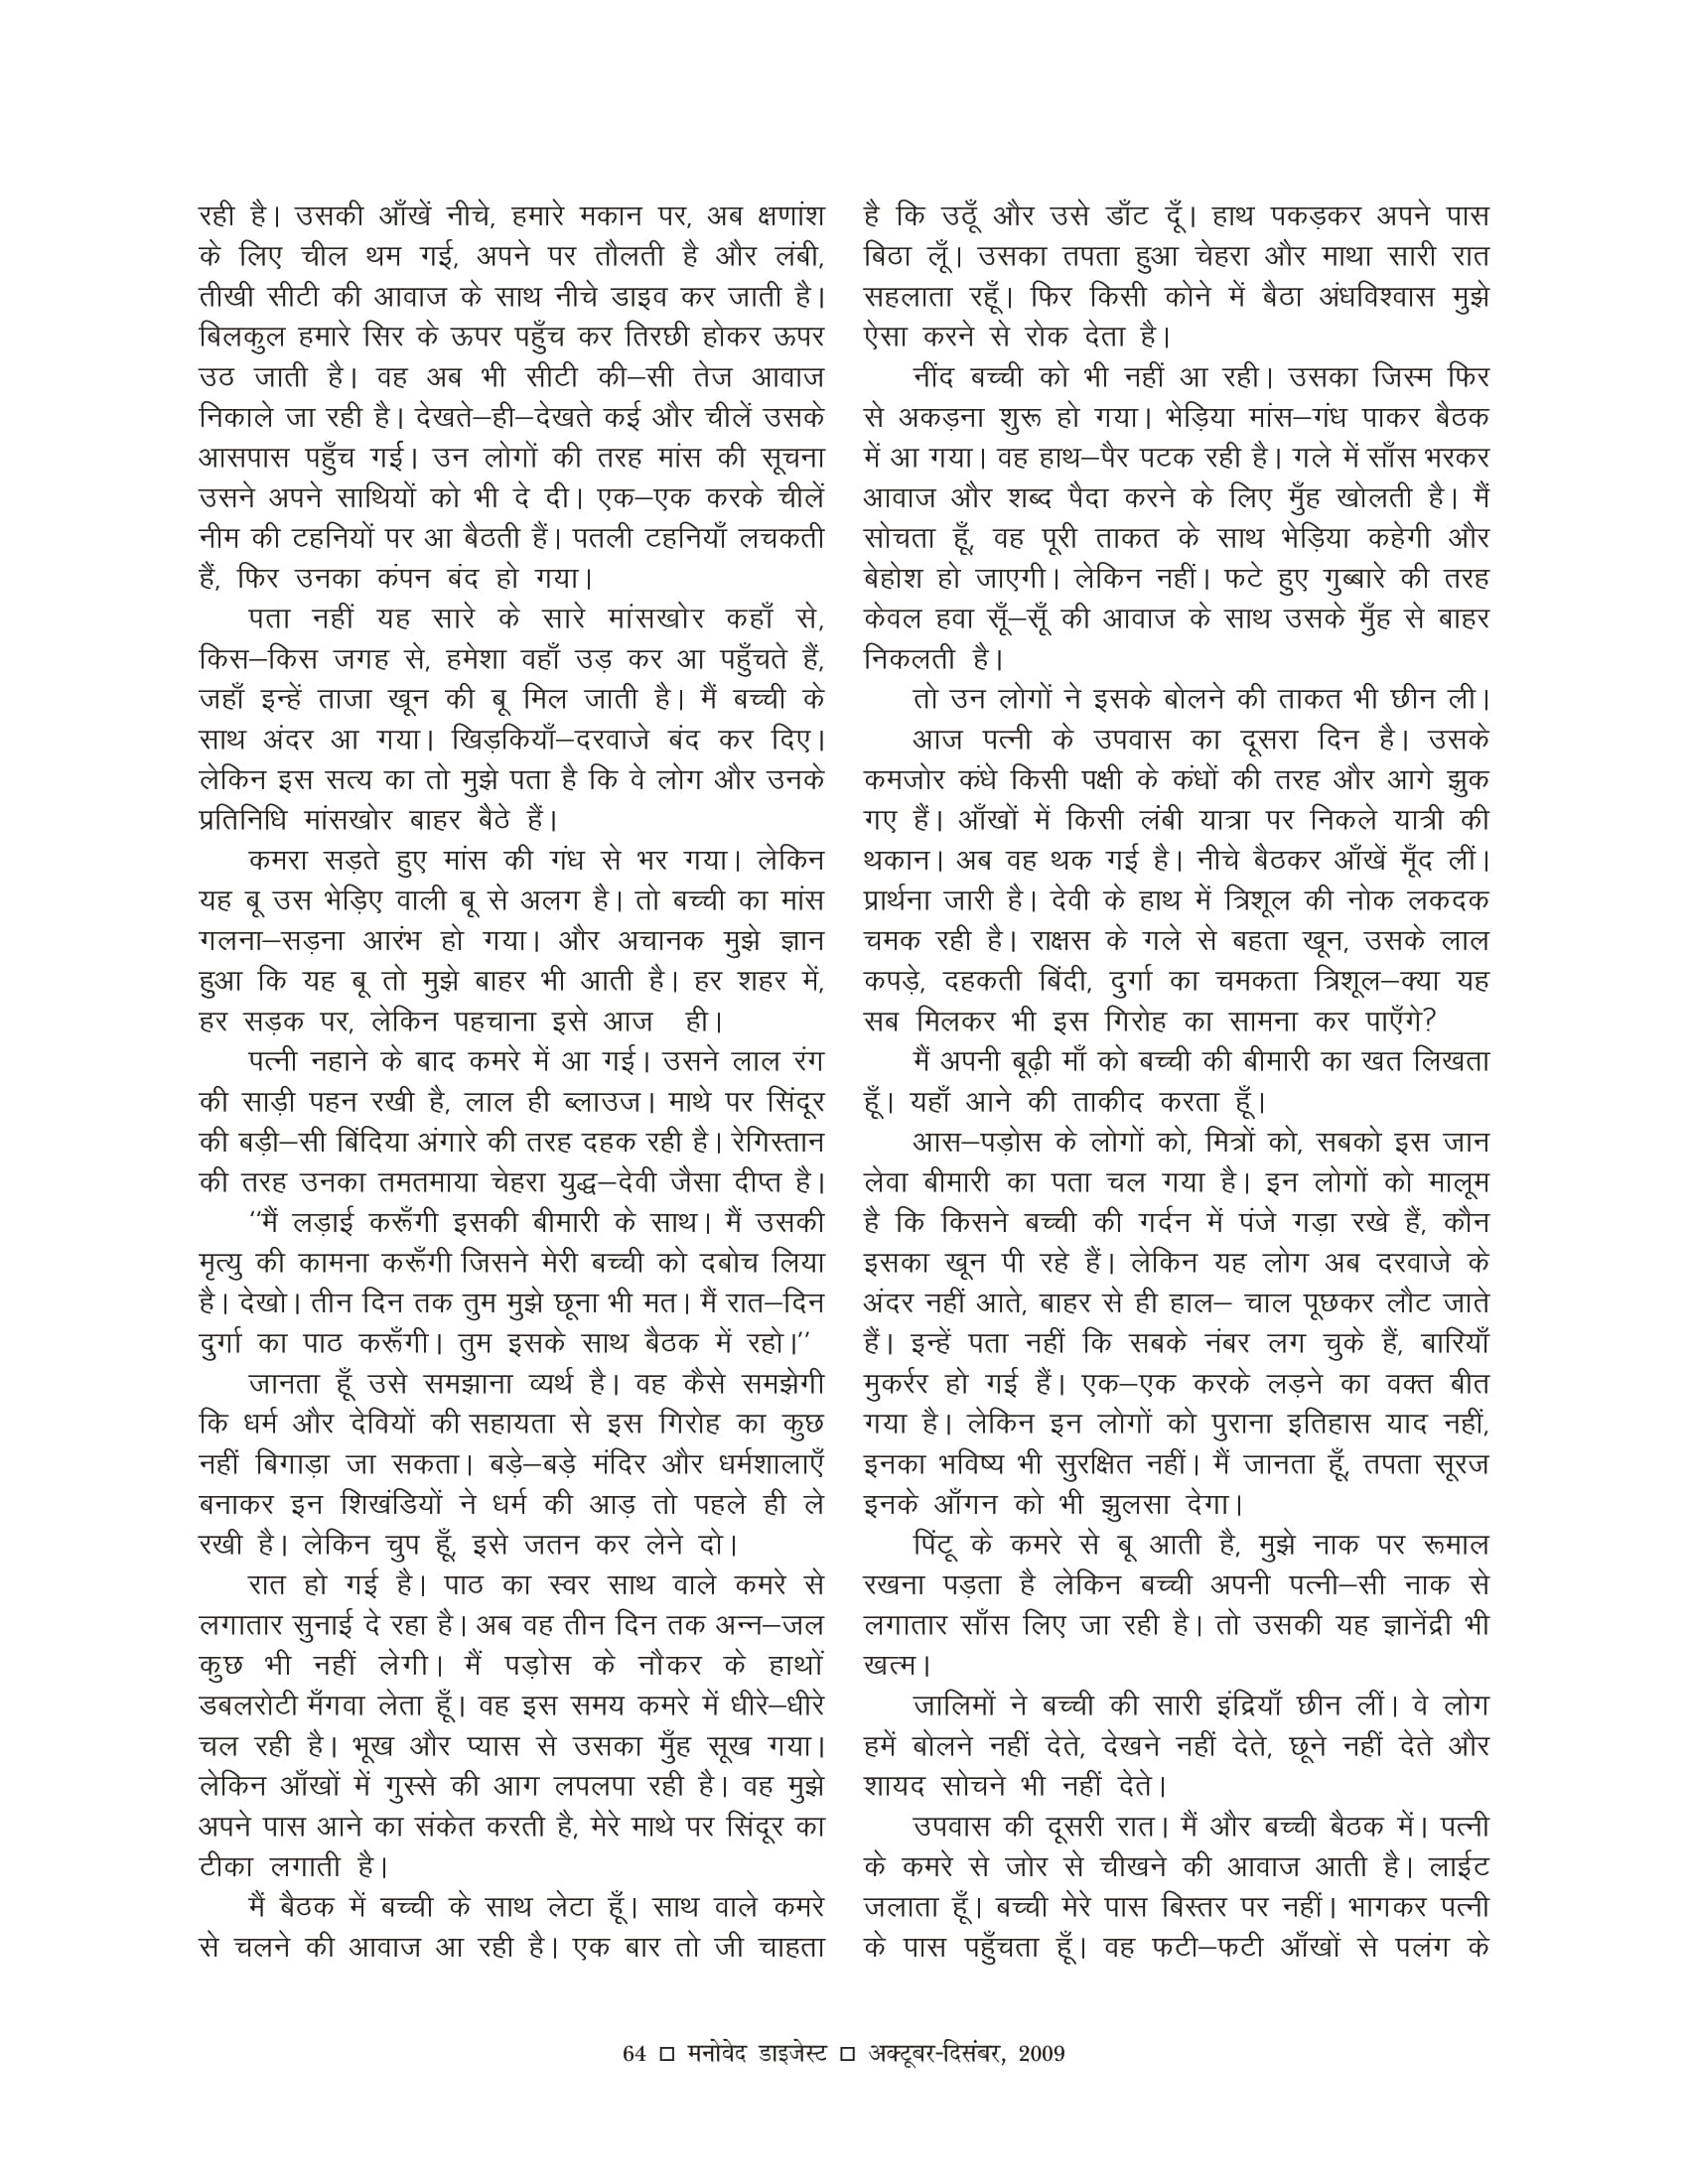 रही है। उसकी आँखें नीचे, हमारे मकान पर, अब क्षणांश
के लिए चील थम गई, अपने पर तौलती है और लंबी,
तीखी सीटी की आवाज के साथ नीचे डाइव कर जाती है।
बिलकुल हमारे सिर के ऊपर पहुँच कर तिरछी होकर ऊपर
उठ जाती है। वह अब भी सीटी की–सी तेज आवाज
निकाले जा रही है। देखते–ही–देखते कई और चीलें उसके
आसपास पहुँच गई। उन लोगों की तरह मांस की सूचना
उसने अपने साथियों को भी दे दी। एक–एक करके चीलें
नीम की टहनियों पर आ बैठती हैं। पतली टहनियाँ लचकती
हैं, फिर उनका कंपन बंद हो गया।
पता नहीं यह सारे के सारे मांसखोर कहाँ से,
किस–किस जगह से, हमेशा वहाँ उड़ कर आ पहुँचते हैं,
जहाँ इन्हें ताजा खून की बू मिल जाती है। मैं बच्ची के
साथ अंदर आ गया। खिड़कियाँ–दरवाजे बंद कर दिए।
लेकिन इस सत्य का तो मुझे पता है कि वे लोग और उनके
प्रतिनिधि मांसखोर बाहर बैठे हैं।
कमरा सड़ते हुए मांस की गंध से भर गया। लेकिन
यह बू उस भेड़िए वाली बू से अलग है। तो बच्ची का मांस
गलना–सड़ना आरंभ हो गया। और अचानक मुझे ज्ञान
हुआ कि यह बू तो मुझे बाहर भी आती है। हर शहर में,
हर सड़क पर, लेकिन पहचाना इसे आज ही।
पत्नी नहाने के बाद कमरे में आ गई। उसने लाल रंग
की साड़ी पहन रखी है, लाल ही ब्लाउज। माथे पर सिंदूर
की बड़ी–सी बिंदिया अंगारे की तरह दहक रही है। रेगिस्तान
की तरह उनका तमतमाया चेहरा युद्ध–देवी जैसा दीप्त है।
‘‘मैं लड़ाई करूँगी इसकी बीमारी के साथ। मैं उसकी
मृत्यु की कामना करूँगी जिसने मेरी बच्ची को दबोच लिया
है। देखो। तीन दिन तक तुम मुझे छूना भी मत। मैं रात–दिन
दुर्गा का पाठ करूँगी। तुम इसके साथ बैठक में रहो।’’
जानता हूँ उसे समझाना व्यर्थ है। वह कैसे समझेगी
कि धर्म और देवियों की सहायता से इस गिरोह का कुछ
नहीं बिगाड़ा जा सकता। बड़े–बड़े मंदिर और धर्मशालाएँ
बनाकर इन शिखंडियों ने धर्म की आड़ तो पहले ही ले
रखी है। लेकिन चुप हूँ, इसे जतन कर लेने दो।
रात हो गई है। पाठ का स्वर साथ वाले कमरे से
लगातार सुनाई दे रहा है। अब वह तीन दिन तक अन्न–जल
कुछ भी नहीं लेगी। मैं पड़ोस के नौकर के हाथों
डबलरोटी मँगवा लेता हूँ। वह इस समय कमरे में धीरे–धीरे
चल रही है। भूख और प्यास से उसका मुँह सूख गया।
लेकिन आँखों में गुस्से की आग लपलपा रही है। वह मुझे
अपने पास आने का संकेत करती है, मेरे माथे पर सिंदूर का
टीका लगाती है।
मैं बैठक में बच्ची के साथ लेटा हूँ। साथ वाले कमरे
से चलने की आवाज आ रही है। एक बार तो जी चाहता
है कि उठूँ और उसे डाँट दूँ। हाथ पकड़कर अपने पास
बिठा लूँ। उसका तपता हुआ चेहरा और माथा सारी रात
सहलाता रहूँ। फिर किसी कोने में बैठा अंधविश्वास मुझे
ऐसा करने से रोक देता है।
नींद बच्ची को भी नहीं आ रही। उसका जिस्म फिर
से अकड़ना शुरू हो गया। भेड़िया मांस–गंध पाकर बैठक
में आ गया। वह हाथ–पैर पटक रही है। गले में साँस भरकर
आवाज और शब्द पैदा करने के लिए मुँह खोलती है। मैं
सोचता हूँ, वह पूरी ताकत के साथ भेड़िया कहेगी और
बेहोश हो जाएगी। लेकिन नहीं। फटे हुए गुब्बारे की तरह
केवल हवा सूँ–सूँ की आवाज के साथ उसके मुँह से बाहर
निकलती है।
तो उन लोगों ने इसके बोलने की ताकत भी छीन ली।
आज पत्नी के उपवास का दूसरा दिन है। उसके
कमजोर कंधे किसी पक्षी के कंधों की तरह और आगे झुक
गए हैं। आँखों में किसी लंबी यात्रा पर निकले यात्री की
थकान। अब वह थक गई है। नीचे बैठकर आँखें मूँद लीं।
प्रार्थना जारी है। देवी के हाथ में त्रिशूल की नोक लकदक
चमक रही है। राक्षस के गले से बहता खून, उसके लाल
कपड़े, दहकती बिंदी, दुर्गा का चमकता त्रिशूल–क्या यह
सब मिलकर भी इस गिरोह का सामना कर पाएँगे?
मैं अपनी बूढ़ी माँ को बच्ची की बीमारी का खत लिखता
हूँ। यहाँ आने की ताकीद करता हूँ।
आस–पड़ोस के लोगों को, मित्रों को, सबको इस जान
लेवा बीमारी का पता चल गया है। इन लोगों को मालूम
है कि किसने बच्ची की गर्दन में पंजे गड़ा रखे हैं, कौन
इसका खून पी रहे हैं। लेकिन यह लोग अब दरवाजे के
अंदर नहीं आते, बाहर से ही हाल– चाल पूछकर लौट जाते
हैं। इन्हें पता नहीं कि सबके नंबर लग चुके हैं, बारियाँ
मुकर्रर हो गई हैं। एक–एक करके लड़ने का वक्त बीत
गया है। लेकिन इन लोगों को पुराना इतिहास याद नहीं,
इनका भविष्य भी सुरक्षित नहीं। मैं जानता हूँ, तपता सूरज
इनके आँगन को भी झुलसा देगा।
पिंटू के कमरे से बू आती है, मुझे नाक पर रूमाल
रखना पड़ता है लेकिन बच्ची अपनी पत्नी–सी नाक से
लगातार साँस लिए जा रही है। तो उसकी यह ज्ञानेंद्री भी
खत्म।
जालिमों ने बच्ची की सारी इंद्रियाँ छीन लीं। वे लोग
हमें बोलने नहीं देते, देखने नहीं देते, छूने नहीं देते और
शायद सोचने भी नहीं देते।
उपवास की दूसरी रात। मैं और बच्ची बैठक में। पत्नी
के कमरे से जोर से चीखने की आवाज आती है। लाईट
जलाता हूँ। बच्ची मेरे पास बिस्तर पर नहीं। भागकर पत्नी
के पास पहुँचता हूँ। वह फटी–फटी आँखों से पलंग के
64 □ मनोवेद डाइजेस्ट □ अक्टूबर-दिसंबर, 2009